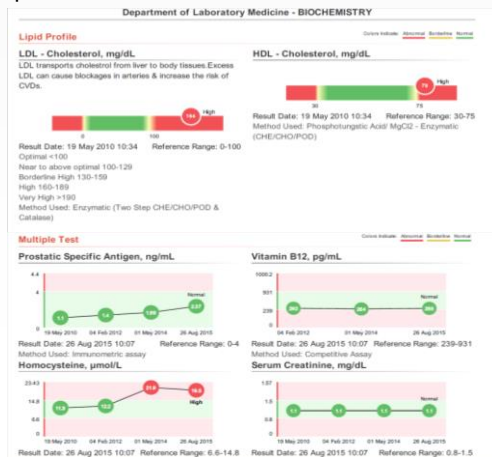 Department of Laboratory Medicine - BIOCHEMISTRY
Lipid Profile
Colors Indicate: Abnormal Borderline Normal
LDL - Cholesterol, mg/dL
LDL transports cholestrol from liver to body tissues.Excess
LDL can cause blockages in arteries & increase the risk of
CVDs.
High
0 100
Result Date: 19 May 2010 10:34 Reference Range: 0-100
Optimal <100
Near to above optimal 100-129
Borderline High 130-159
High 160-189
Very High >190
Method Used: Enzymatic (Two Step CHE/CHO/POD &
Catalase)
HDL - Cholesterol, mg/dL
High
30 75
Result Date: 19 May 2010 10:34 Reference Range: 30-75
Method Used: Phosphotungstic Acid/ MgCl2 - Enzymatic
(CHE/CHO/POD)
Multiple Test
Colors Indicate: Abnormal Borderline Normal
Prostatic Specific Antigen, ng/mL
4.4
4
Normal
1.1 1.4
0
19 May 2010 04 Feb 2012 01 May 2014 26 Aug 2015
Result Date: 26 Aug 2015 10:07 Reference Range: 0-4
Method Used: Immunometric assay
Vitamin B12, pg/mL
931
Normal
239
0
04 Feb 2012 01 May 2014 26 Aug 2015
Result Date: 26 Aug 2015 10:07 Reference Range: 239-931
Method Used: Competitive Assay
Homocysteine, µmol/L
23.43
14.8
High
6.6
0
19 May 2010 04 Feb 2012 01 May 2014 26 Aug 2015
Result Date: 26 Aug 2015 10:07 Reference Range: 6.6-14.8
Serum Creatinine, mg/dL
1.5
Normal
1.1 1.1 1.1 1.1
0
19 May 2010 04 Feb 2012 01 May 2014 26 Aug 2015
Result Date: 26 Aug 2015 10:07 Reference Range: 0.8-1.5